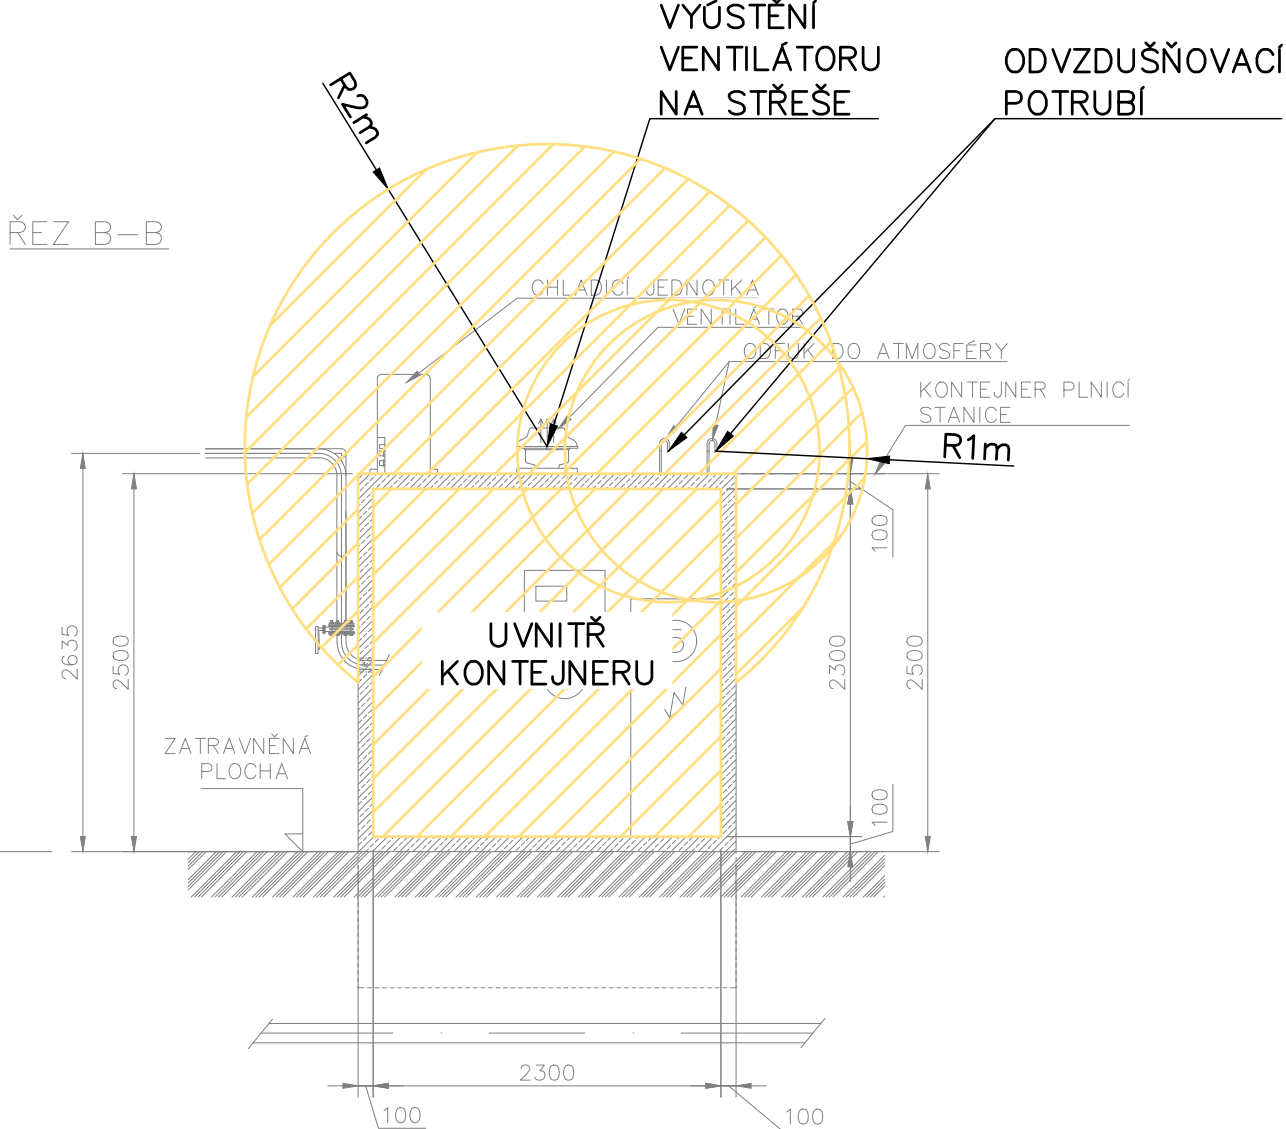 VYÚSTĚNÍ
VENTILÁTORU
NA STŘEŠE
ODVZDUŠŇOVACÍ
POTRUBÍ
R2m
ŘEZ B-B
CHLADICÍ JEDNOTKA
VENTILÁTOR
ODFUK DO ATMOSFÉRY
KONTEJNER PLNICÍ
STANICE
R1m
100
2635
2500
UVNITŘ
KONTEJNERU
2300
2500
ZATRAVNĚNÁ
PLOCHA
100
2300
100
100